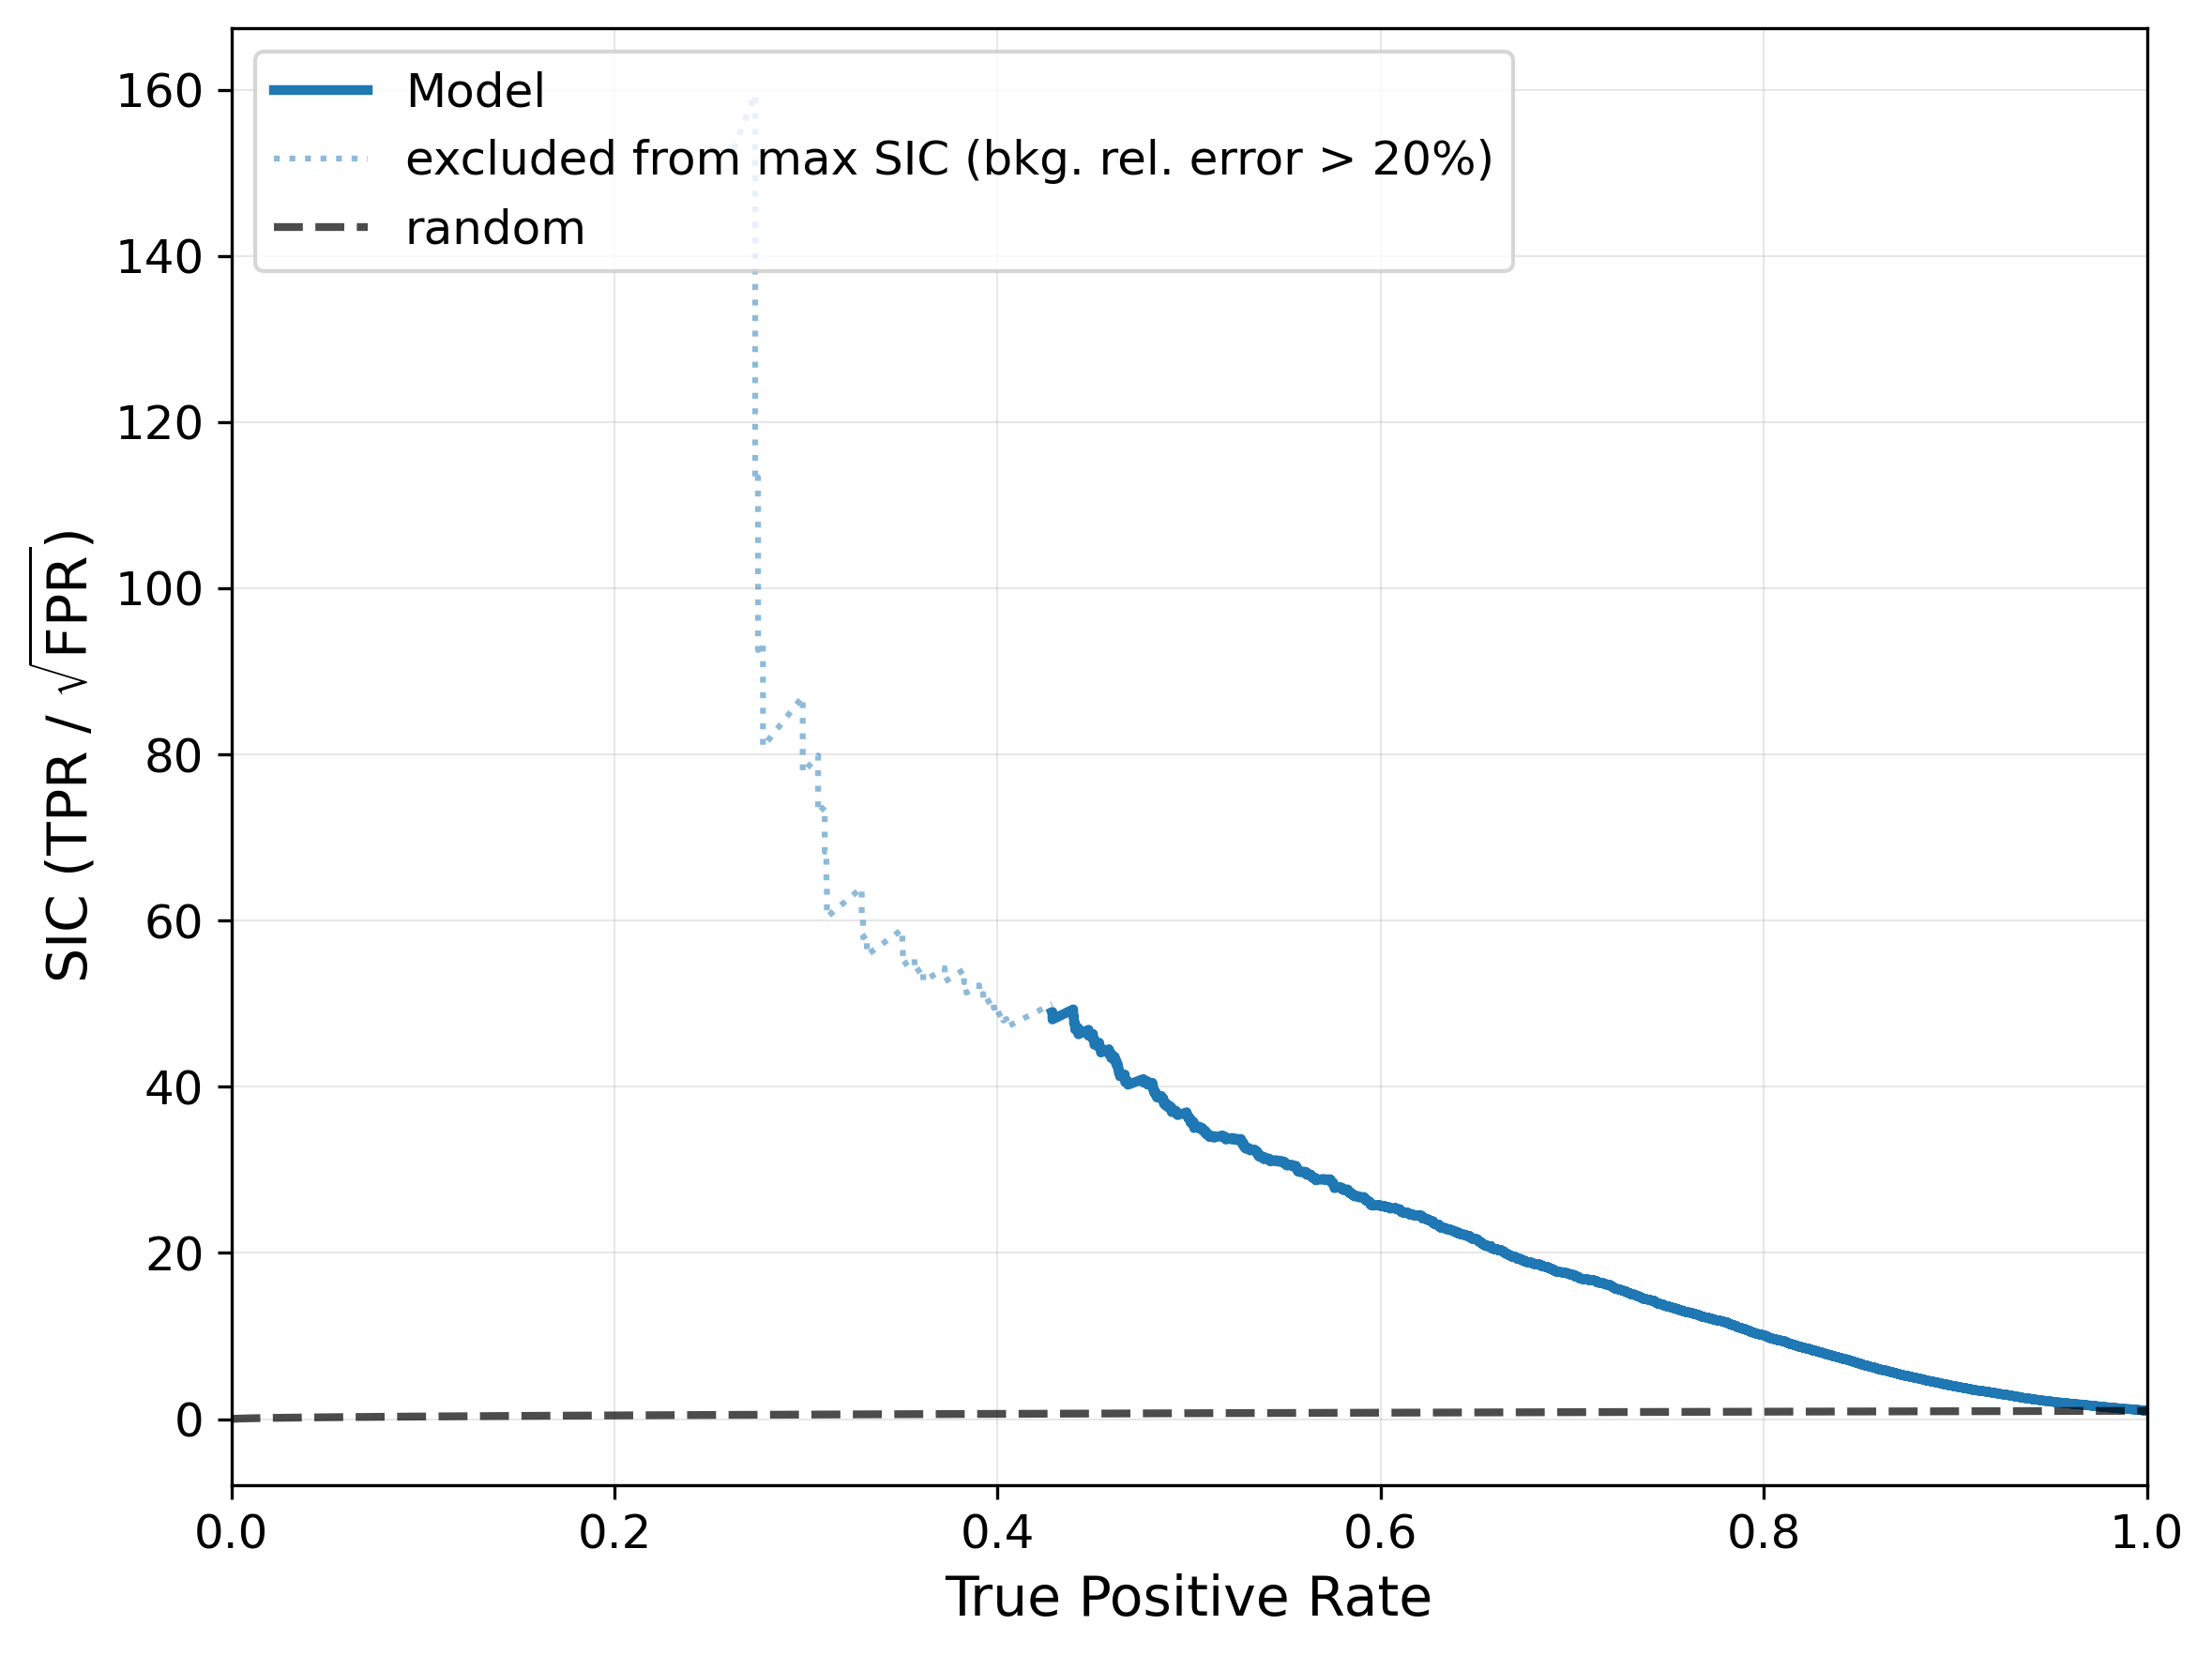 160
140
120
100
80
60
40
20
0
SIC (TPR / √FPR)
Model
excluded from max SIC (bkg. rel. error > 20%)
random
0.0 0.2 0.4 0.6 0.8 1.0
True Positive Rate